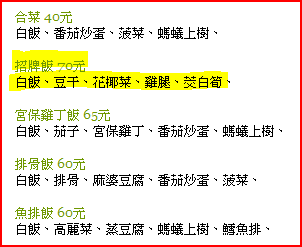 合菜 40元
白飯、番茄炒蛋、菠菜、螞蟻上樹、
招牌飯 70元
白飯、豆干、花椰菜、雞腿、茭白筍、
宮保雞丁飯 65元
白飯、茄子、宮保雞丁、番茄炒蛋、螞蟻上樹、
排骨飯 60元
白飯、排骨、麻婆豆腐、番茄炒蛋、菠菜、
魚排飯 60元
白飯、高麗菜、蒸豆腐、螞蟻上樹、鱈魚排、